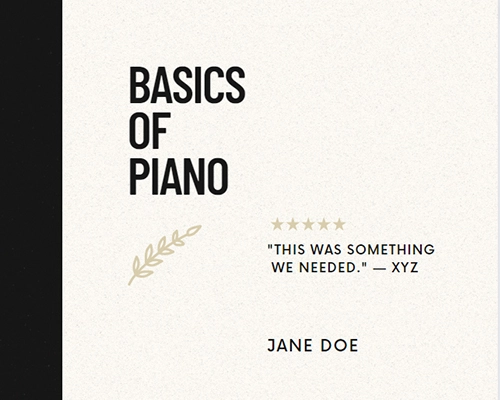 BASICS
OF
PIANO
"THIS WAS SOMETHING
WE NEEDED." — XYZ
JANE DOE